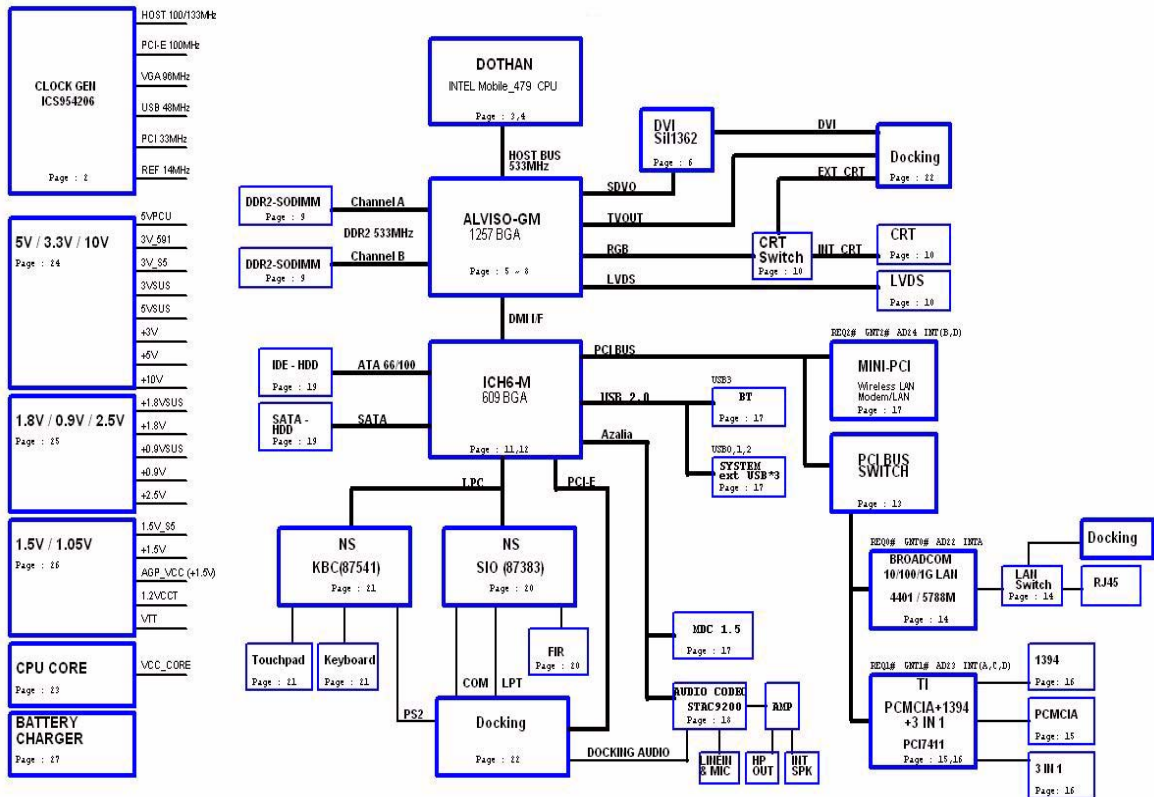 CLOCK GEN
ICS954206
Page : 2
HOST 100/133MHz
PCI-E 100MHz
VGA 96MHz
USB 48MHz
PCI 33MHz
REF 14MHz
5V / 3.3V / 10V
Page : 24
5VPCU
3V_591
3V_S5
3VSUS
5VSUS
+3V
+5V
+10V
1.8V / 0.9V / 2.5V
Page : 25
+1.8VSUS
+1.8V
+0.9VSUS
+0.9V
+2.5V
1.5V / 1.05V
Page : 26
1.5V_S5
+1.5V
AGP_VCC (+1.5V)
1.2VCCT
VTT
CPU CORE
Page : 23
VCC_CORE
BATTERY
CHARGER
Page : 27
DOTHAN
INTEL Mobile_479 CPU
Page : 3,4
HOST BUS
533MHz
DDR2-SODIMM
Page : 9
Channel A
DDR2 533MHz
DDR2-SODIMM
Page : 9
Channel B
ALVISO-GM
1257 BGA
Page : 5 ~ 8
SDVO
TVOUT
RGB
LVDS
DVI
SiI1362
Page : 6
DVI
EXT_CRT
Docking
Page : 22
CRT
Switch
Page : 10
INT_CRT
CRT
Page : 10
LVDS
Page : 10
DMI I/F
IDE - HDD
Page : 19
ATA 66/100
SATA -
HDD
Page : 19
SATA
ICH6-M
609 BGA
Page : 11,12
PCI BUS
USB 2.0
Azalia
LPC
PCI-E
USB3
BT
Page : 17
USB0,1,2
SYSTEM
ext USB*3
Page : 17
REQ2# GNT2# AD24 INT(B,D)
MINI-PCI
Wireless LAN
Modem/LAN
Page : 17
PCI BUS
SWITCH
Page : 13
REQ0# GNT0# AD22 INTA
BROADCOM
10/100/1G LAN
4401 / 5788M
Page : 14
LAN
Switch
Page : 14
Docking
RJ45
REQ1# GNT1# AD23 INT(A,C,D)
TI
PCMCIA+1394
+3 IN 1
PCI7411
Page : 15,16
1394
Page : 16
PCMCIA
Page : 15
3 IN 1
Page : 16
NS
KBC(87541)
Page : 21
NS
SIO (87383)
Page : 20
Touchpad
Page : 21
Keyboard
Page : 21
FIR
Page : 20
COM
LPT
PS2
Docking
Page : 22
DOCKING AUDIO
MDC 1.5
Page : 17
AUDIO CODEC
STAC9200
Page : 18
AMP
LINEIN
& MIC
HP
OUT
INT
SPK